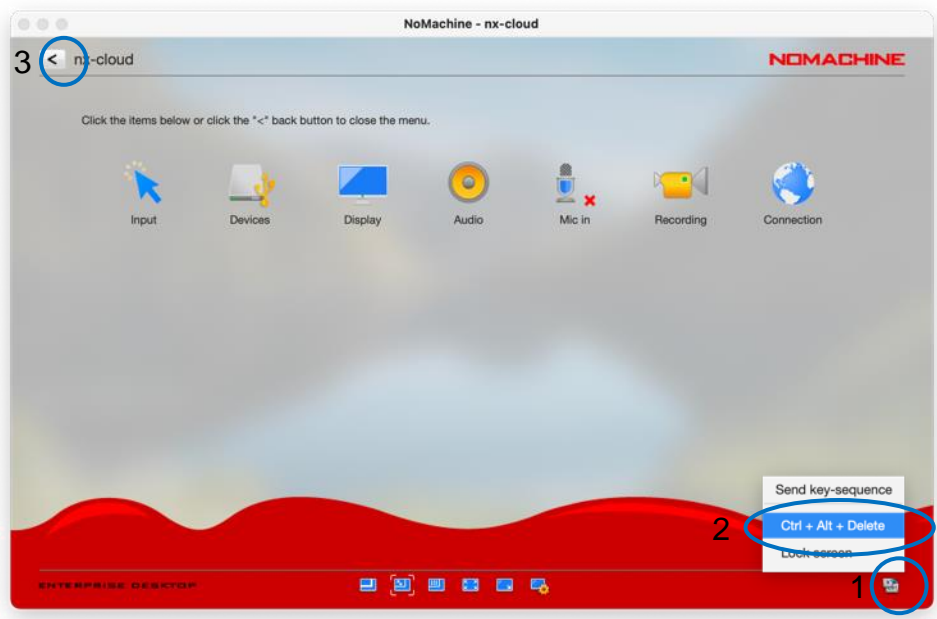 NoMachine - nx-cloud
3
< nx-cloud
NOMACHINE
Click the items below or click the "<" back button to close the menu.
Input
Devices
Display
Audio
Mic in
Recording
Connection
Send key-sequence
2
Ctrl + Alt + Delete
Lock screen
ENTERPRISE DESKTOP
1